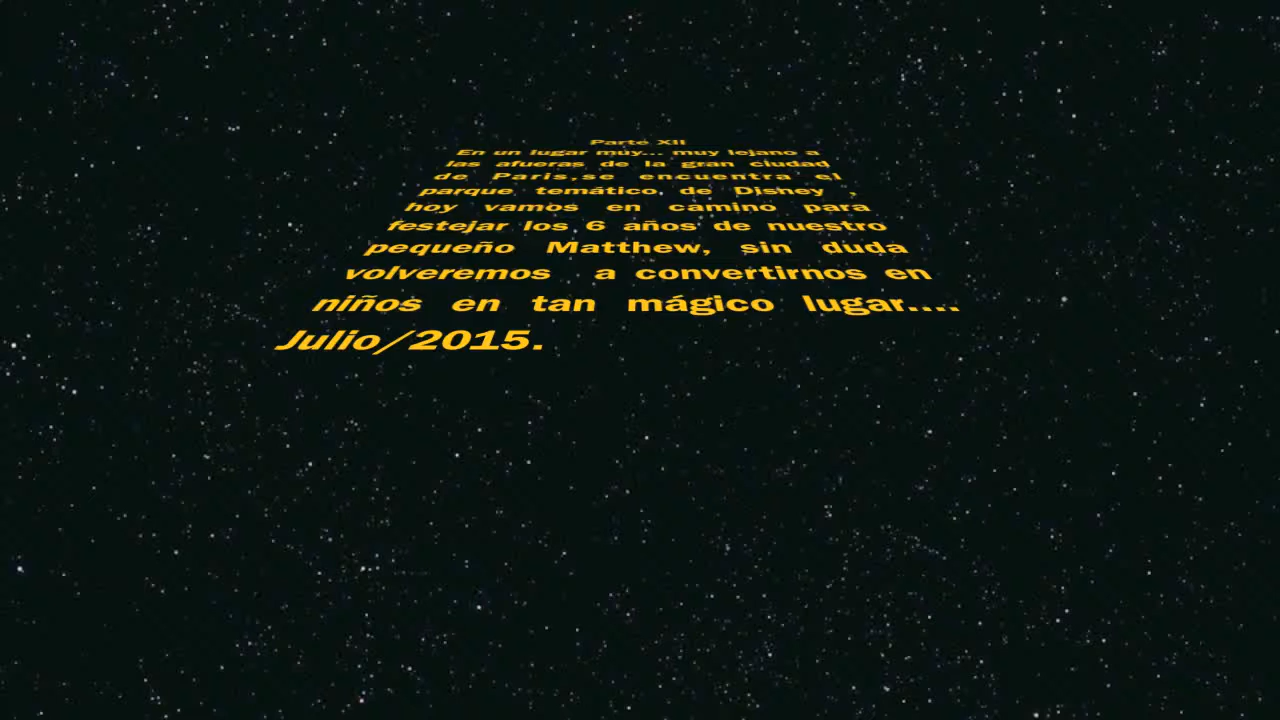 Parte XII
En un lugar muy... muy lejano a
las afueras de la gran ciudad
de Paris,se encuentra el
parque temático de Disney ,
hoy vamos en camino para
festejar los 6 años de nuestro
pequeño Matthew, sin duda
volveremos a convertirnos en
niños en tan mágico lugar....
Julio/2015.